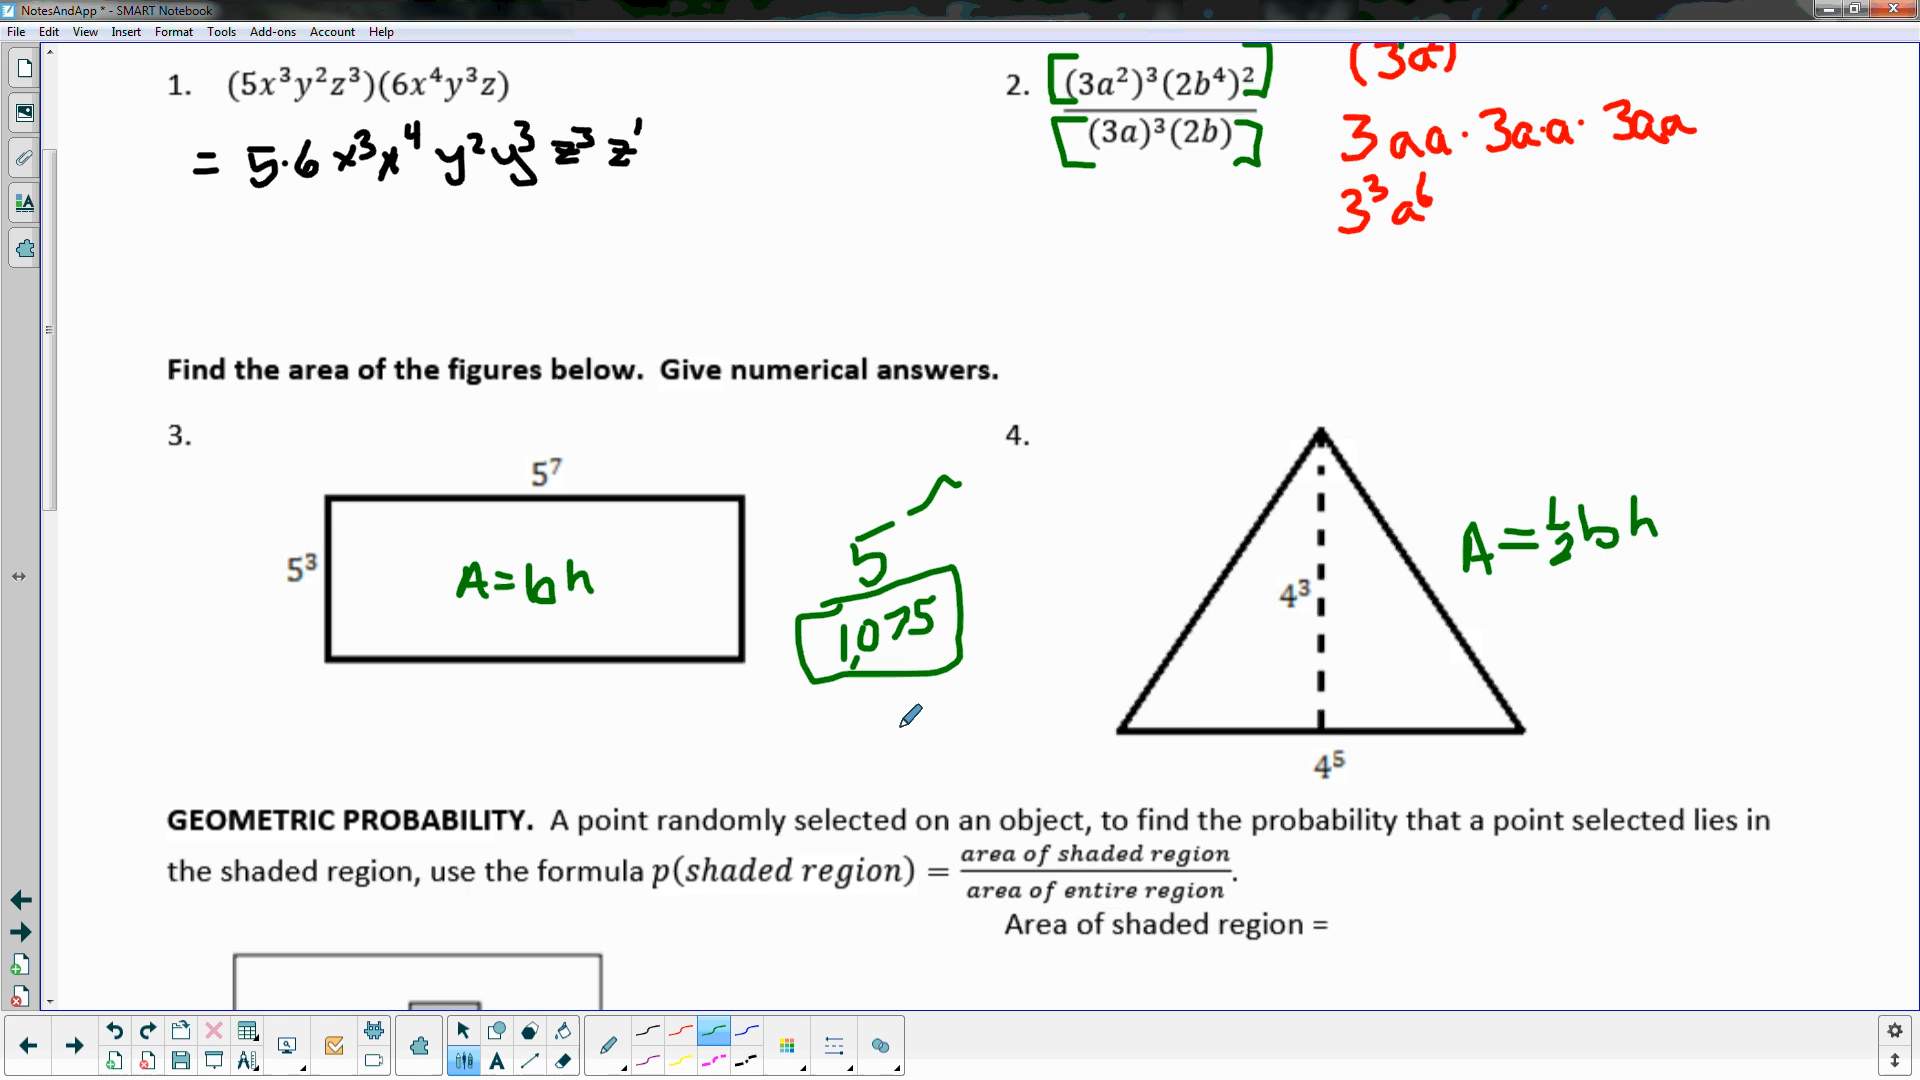 NotesAndApp * - SMART Notebook
File Edit View Insert Format Tools Add-ons Account Help
1. (5x³y²z³)(6x⁴y³z)
= 5·6 x³x⁴ y²y³ z³ z¹
2. [(3a²)³(2b⁴)²]
[(3a)³(2b)]
3aa · 3a·a · 3aa
3³a⁶
Find the area of the figures below. Give numerical answers.
3.
5⁷
5³
A = bh
5
1,075
4.
4³
4⁵
A = ½bh
GEOMETRIC PROBABILITY. A point randomly selected on an object, to find the probability that a point selected lies in
the shaded region, use the formula p(shaded region) = area of shaded region / area of entire region.
Area of shaded region =